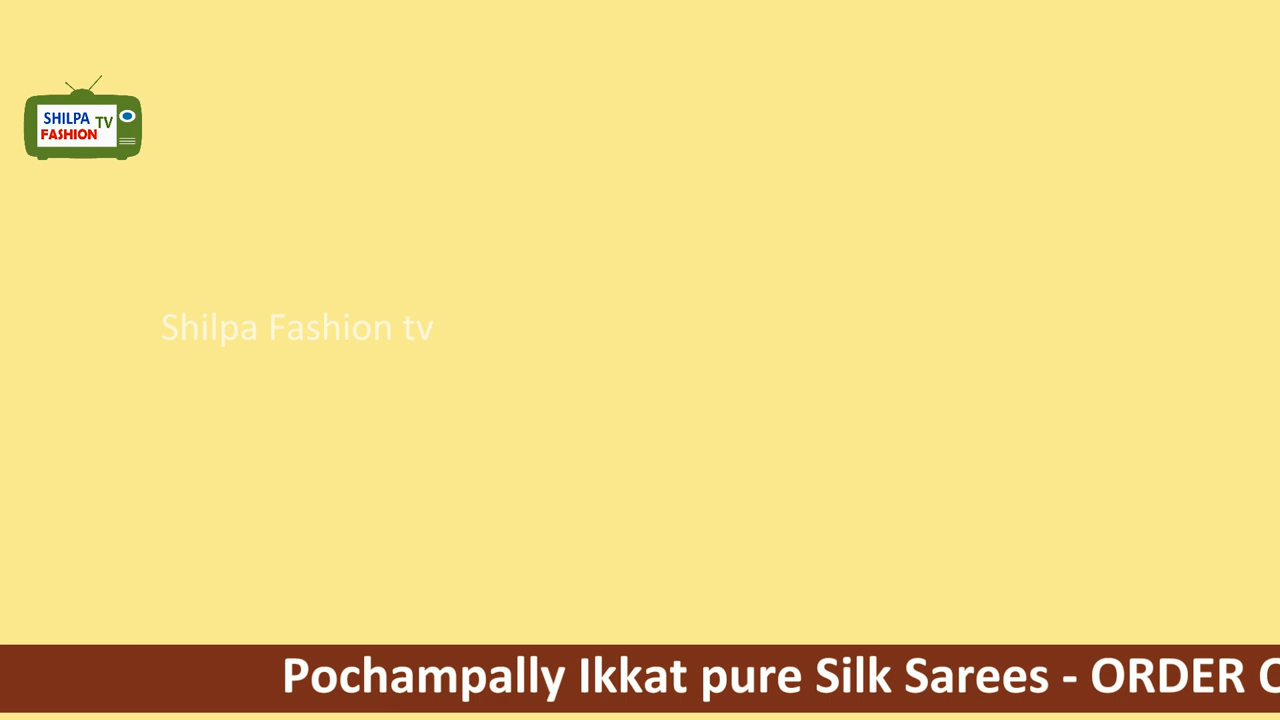 SHILPA TV
FASHION
Shilpa Fashion tv
Pochampally Ikkat pure Silk Sarees - ORDER